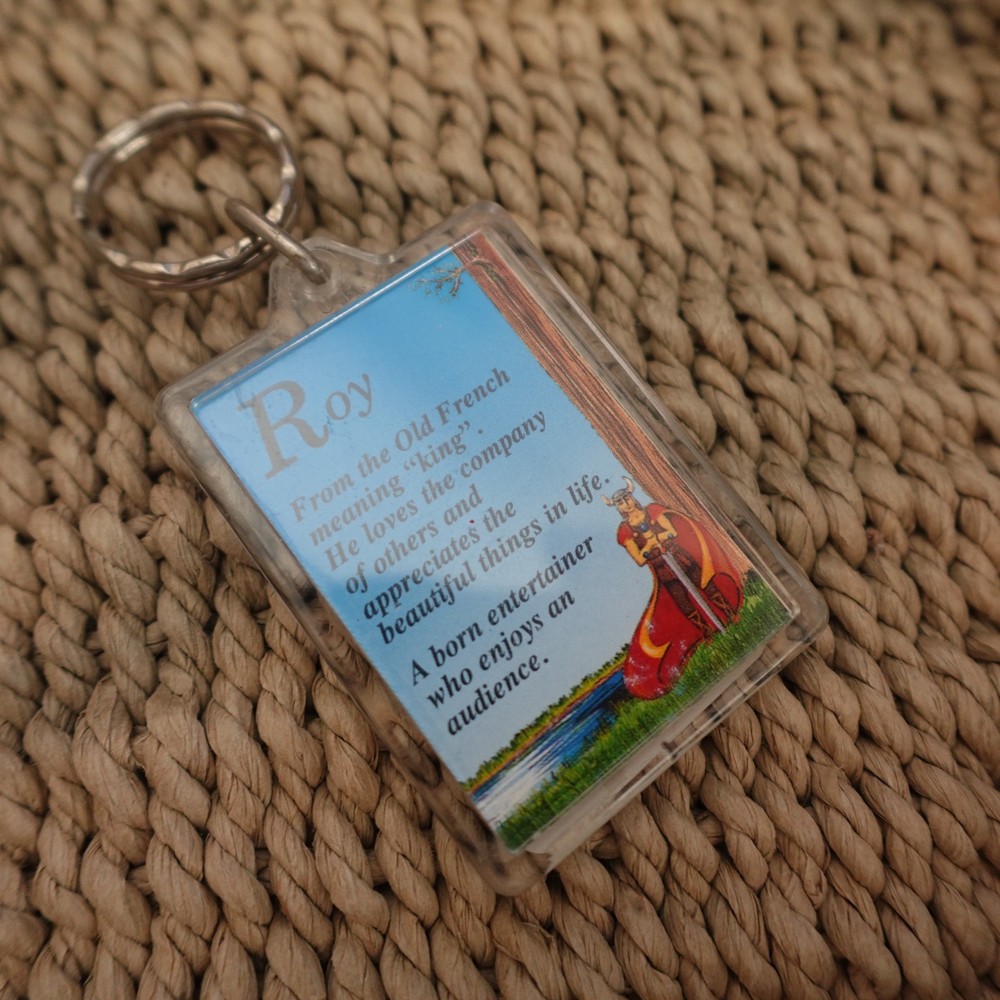 Roy
From the Old French
meaning "king".
He loves the company
of others and
appreciates the
beautiful things in life.
A born entertainer
who enjoys an
audience.